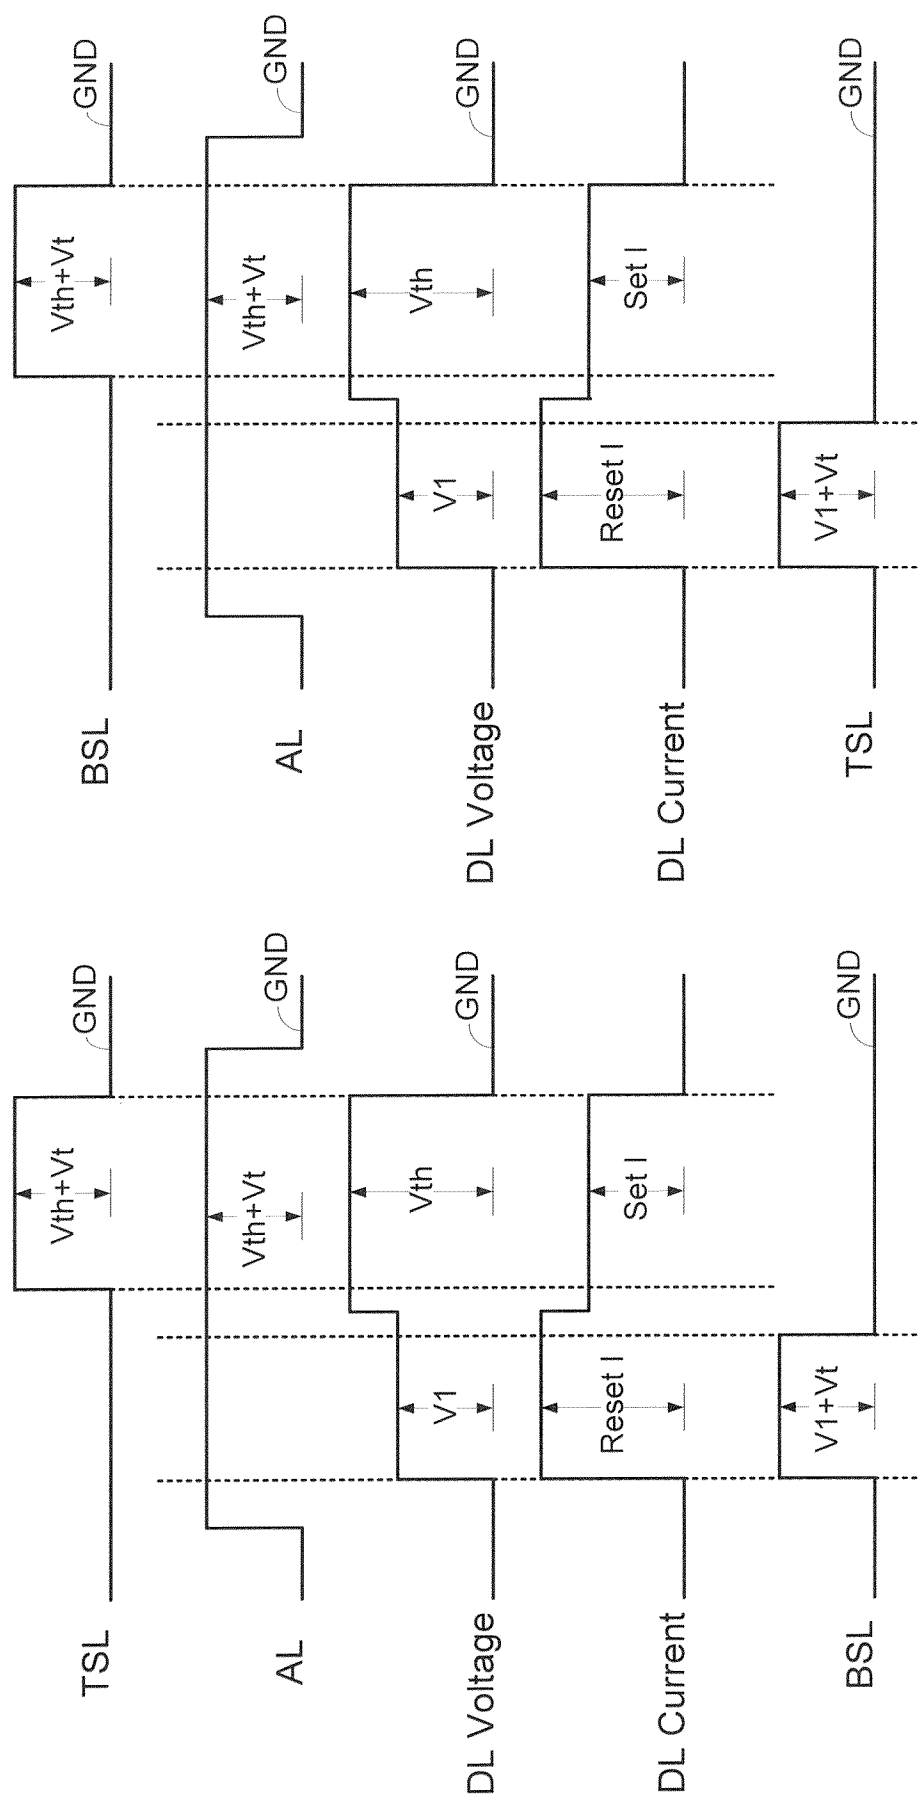 TSL
Vth+Vt
GND
AL
Vth+Vt
GND
DL Voltage
V1
Vth
GND
DL Current
Reset I
Set I
BSL
V1+Vt
GND
BSL
Vth+Vt
GND
AL
Vth+Vt
GND
DL Voltage
V1
Vth
GND
DL Current
Reset I
Set I
TSL
V1+Vt
GND